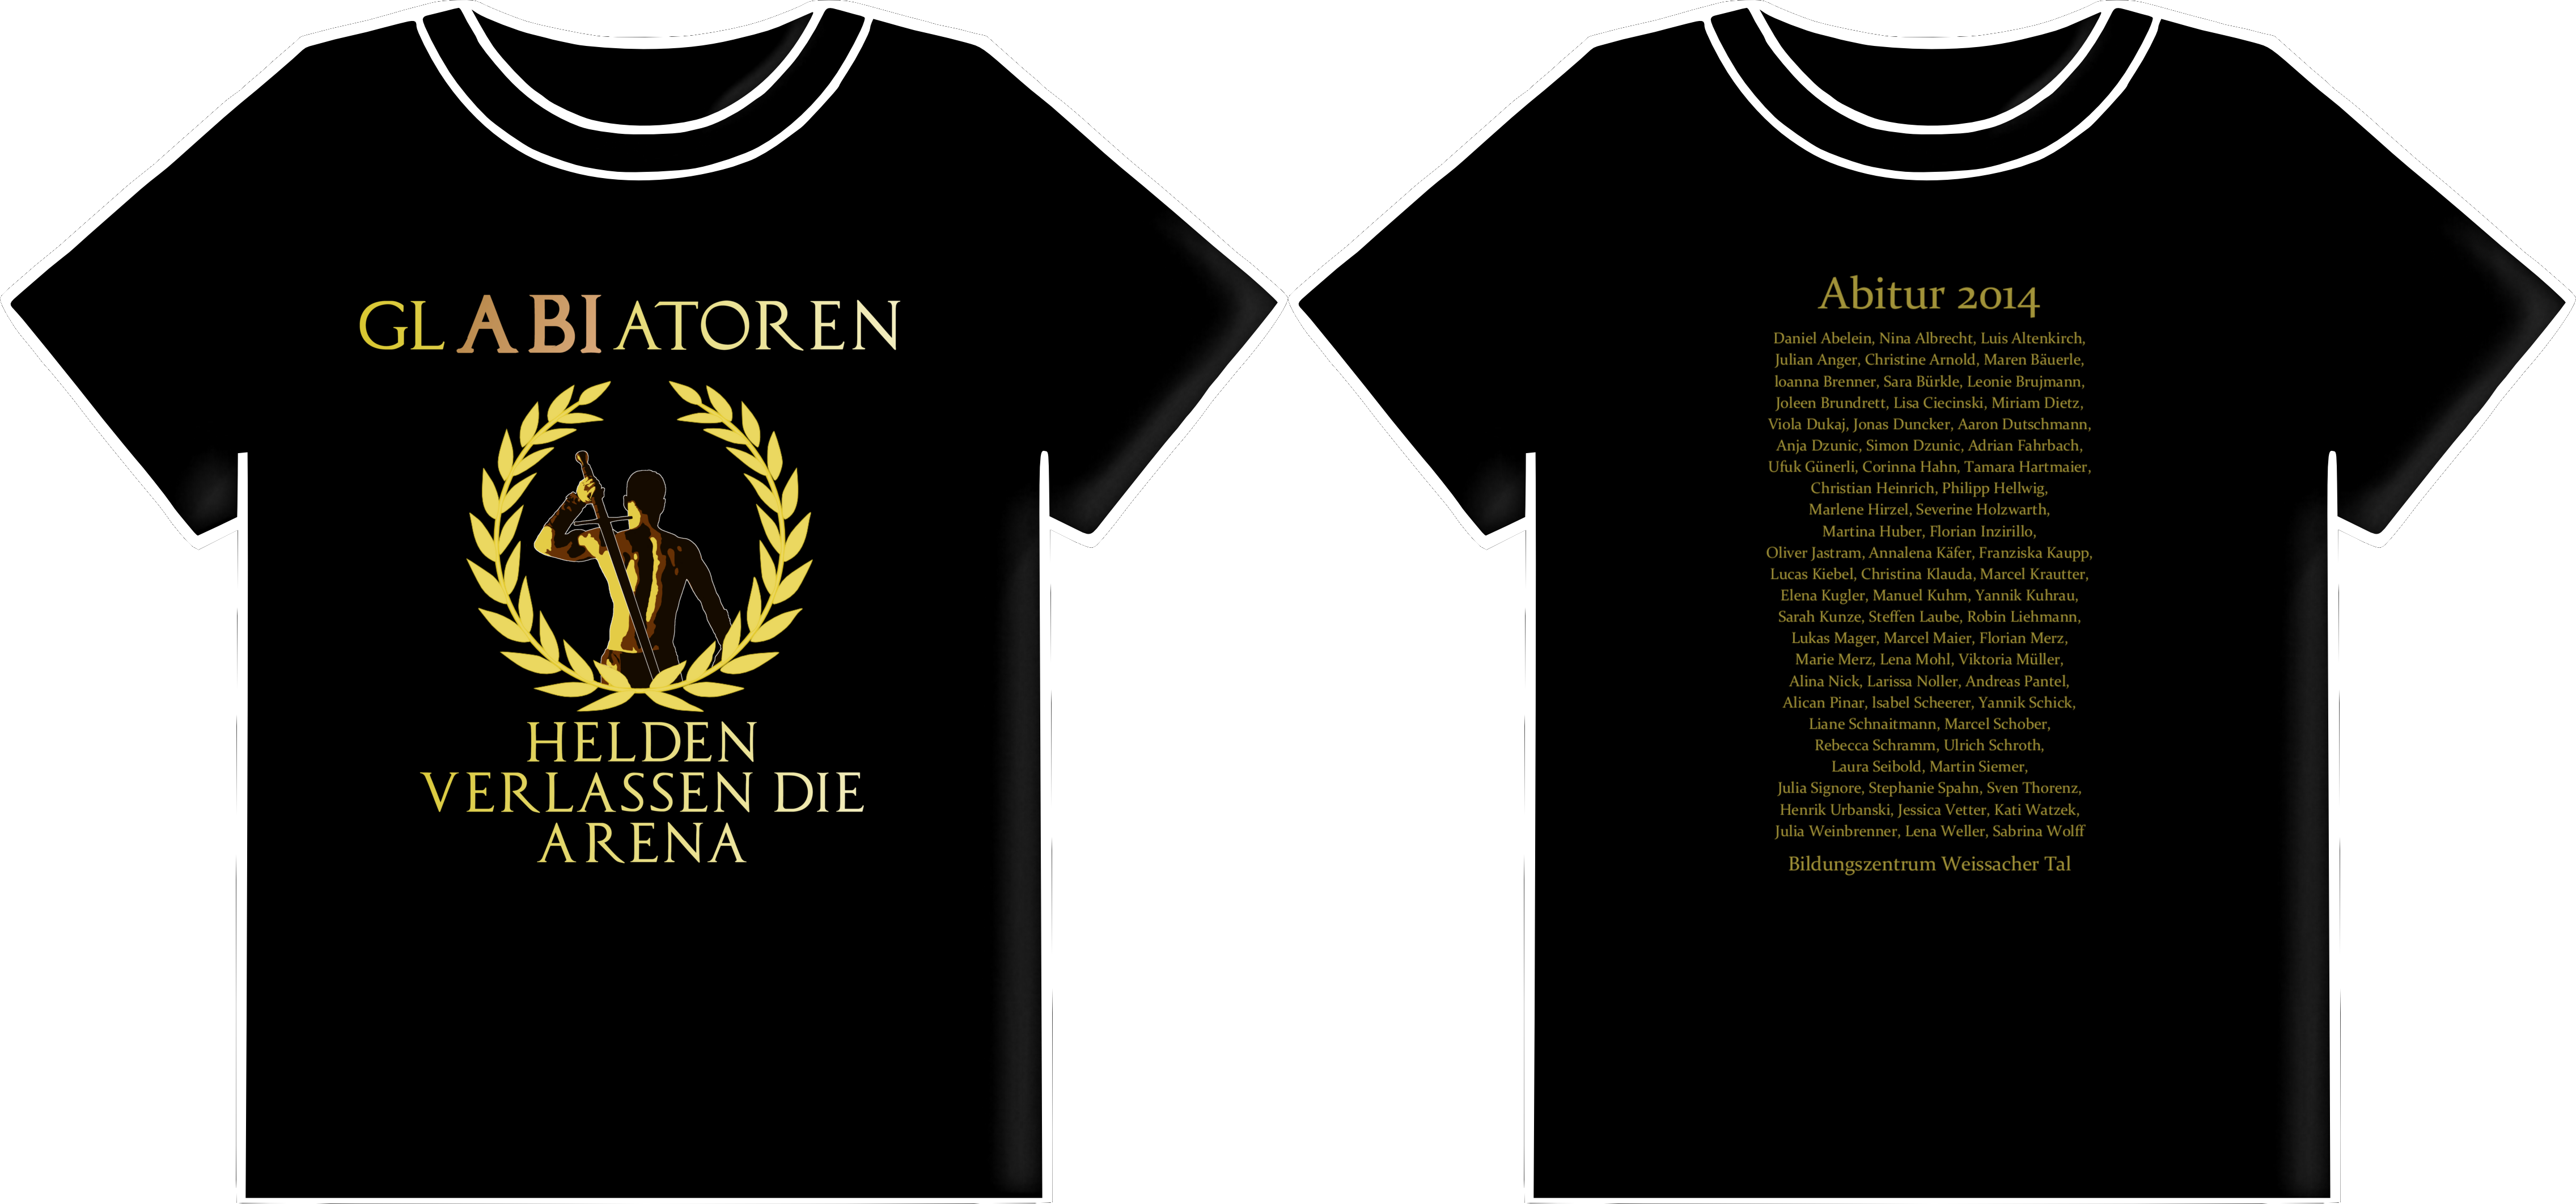 GLABIATOREN
HELDEN
VERLASSEN DIE
ARENA
Abitur 2014
Daniel Abelein, Nina Albrecht, Luis Altenkirch,
Julian Anger, Christine Arnold, Maren Bäuerle,
Ioanna Brenner, Sara Bürkle, Leonie Brujmann,
Joleen Brundrett, Lisa Ciecinski, Miriam Dietz,
Viola Dukaj, Jonas Duncker, Aaron Dutschmann,
Anja Dzunic, Simon Dzunic, Adrian Fahrbach,
Ufuk Günerli, Corinna Hahn, Tamara Hartmaier,
Christian Heinrich, Philipp Hellwig,
Marlene Hirzel, Severine Holzwarth,
Martina Huber, Florian Inzirillo,
Oliver Jastram, Annalena Käfer, Franziska Kaupp,
Lucas Kiebel, Christina Klauda, Marcel Krautter,
Elena Kugler, Manuel Kuhm, Yannik Kuhrau,
Sarah Kunze, Steffen Laube, Robin Liehmann,
Lukas Mager, Marcel Maier, Florian Merz,
Marie Merz, Lena Mohl, Viktoria Müller,
Alina Nick, Larissa Noller, Andreas Pantel,
Alican Pinar, Isabel Scheerer, Yannik Schick,
Liane Schnaitmann, Marcel Schober,
Rebecca Schramm, Ulrich Schroth,
Laura Seibold, Martin Siemer,
Julia Signore, Stephanie Spahn, Sven Thorenz,
Henrik Urbanski, Jessica Vetter, Kati Watzek,
Julia Weinbrenner, Lena Weller, Sabrina Wolff
Bildungszentrum Weissacher Tal